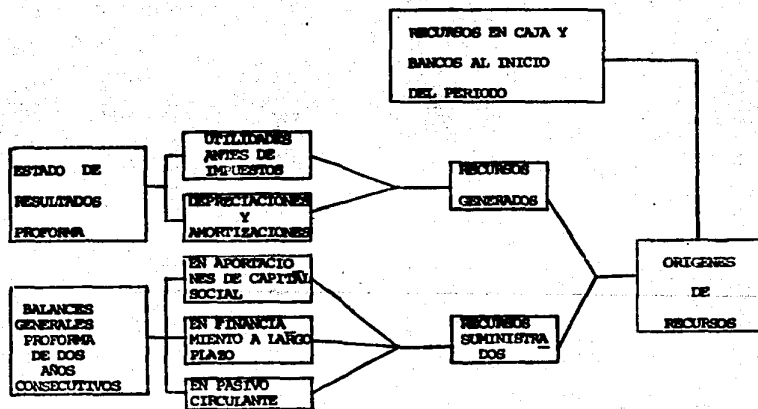 RECURSOS EN CAJA Y
BANCOS AL INICIO
DEL PERIODO
UTILIDADES
ANTES DE
IMPUESTOS
ESTADO DE
RESULTADOS
PROFORMA
DEPRECIACIONES
Y
AMORTIZACIONES
RECURSOS
GENERADOS
EN APORTACIO
NES DE CAPITAL
SOCIAL
BALANCES
GENERALES
PROFORMA
DE DOS
AÑOS
CONSECUTIVOS
EN FINANCIA
MIENTO A LARGO
PLAZO
EN PASIVO
CIRCULANTE
RECURSOS
SUMINISTRA
DOS
ORIGENES
DE
RECURSOS